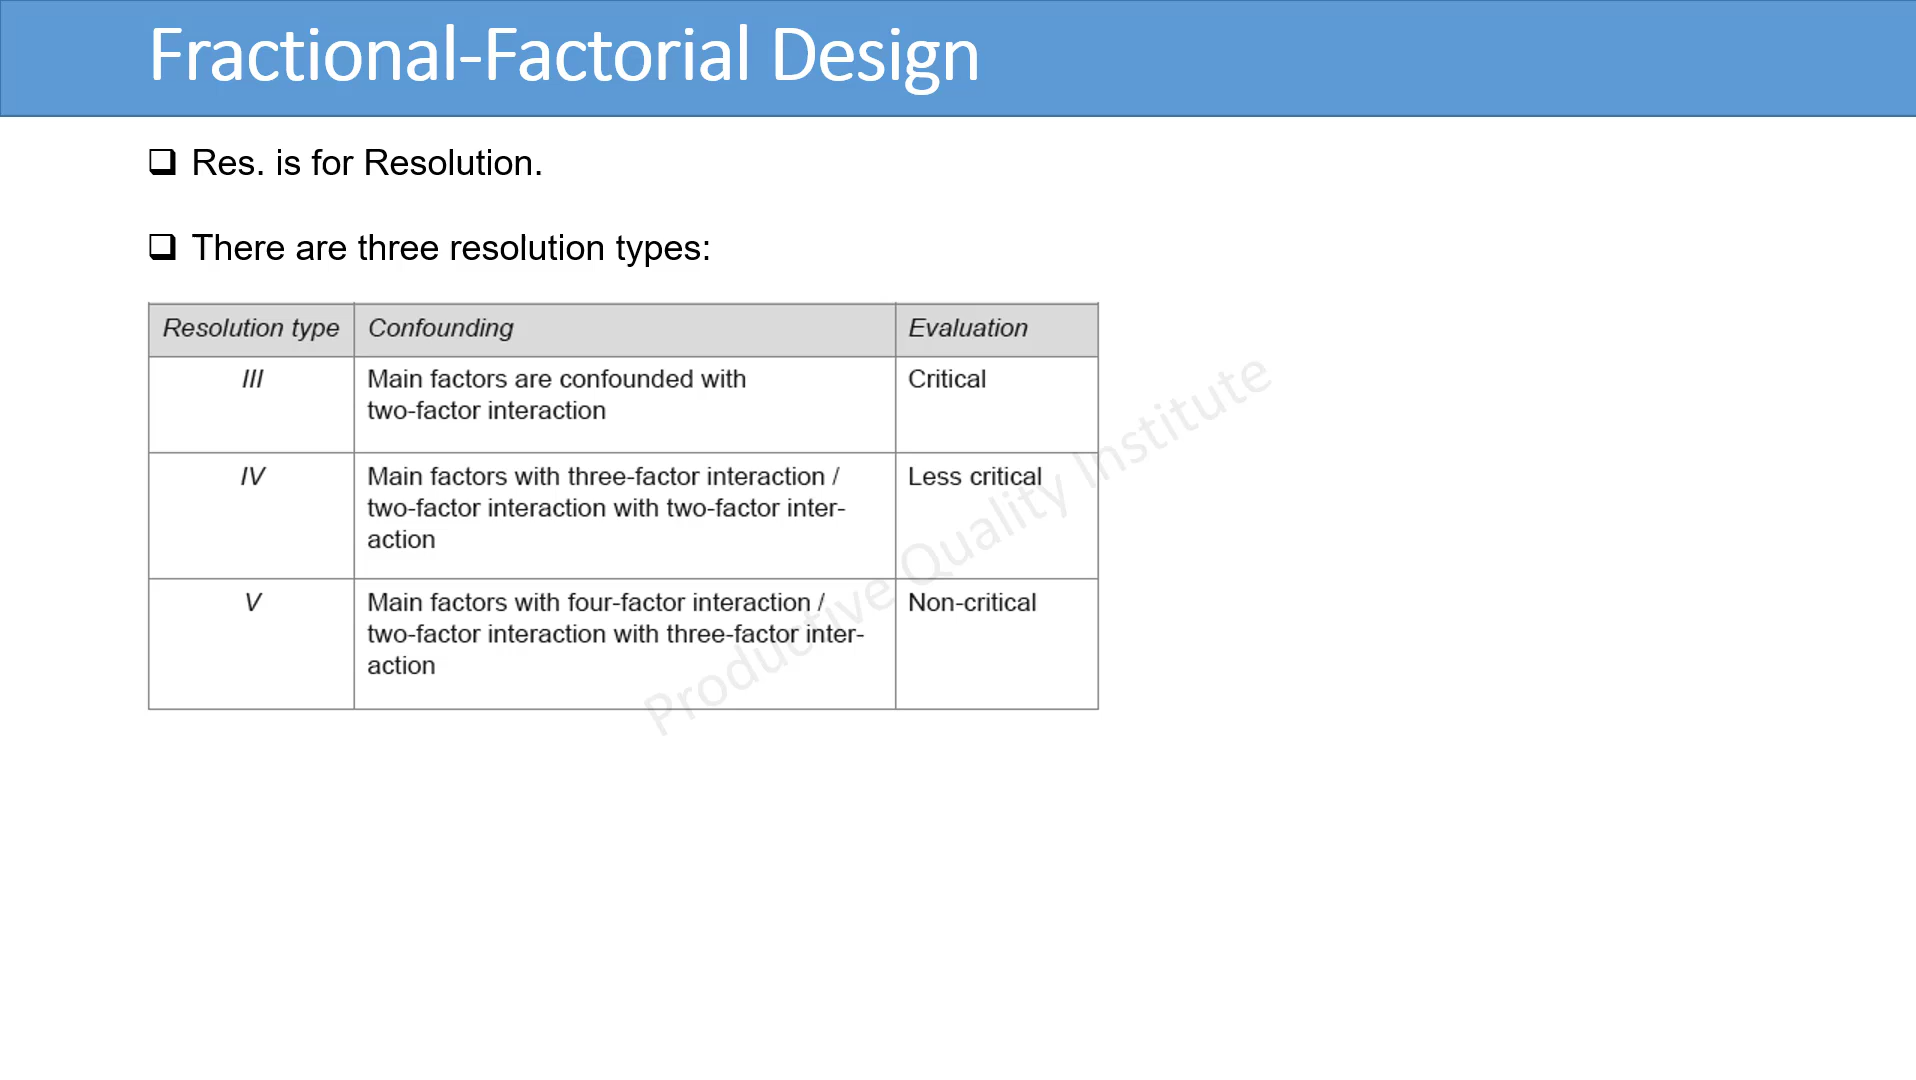 Fractional-Factorial Design
Res. is for Resolution.
There are three resolution types:
Resolution type Confounding Evaluation
III Main factors are confounded with Critical
two-factor interaction
IV Main factors with three-factor interaction / Less critical
two-factor interaction with two-factor inter-
action
V Main factors with four-factor interaction / Non-critical
two-factor interaction with three-factor inter-
action
Productive Quality Institute